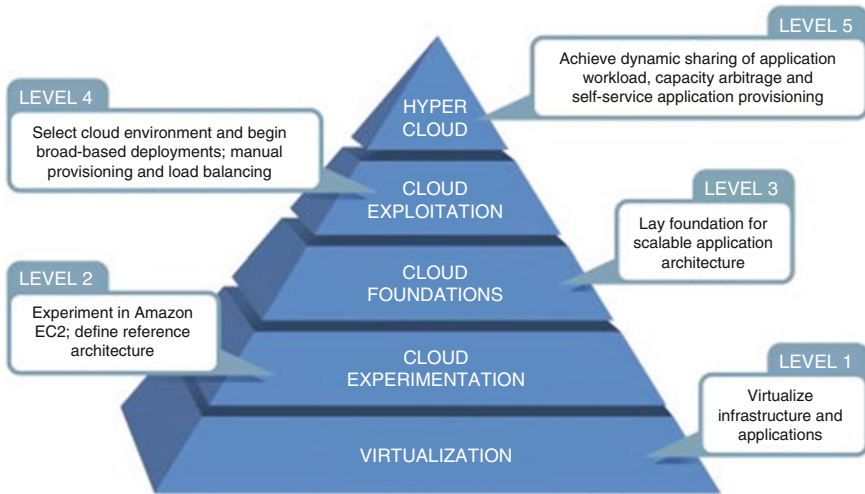 LEVEL 5
Achieve dynamic sharing of application
workload, capacity arbitrage and
self-service application provisioning
HYPER
CLOUD
LEVEL 4
Select cloud environment and begin
broad-based deployments; manual
provisioning and load balancing
CLOUD
EXPLOITATION
LEVEL 3
Lay foundation for
scalable application
architecture
CLOUD
FOUNDATIONS
LEVEL 2
Experiment in Amazon
EC2; define reference
architecture
CLOUD
EXPERIMENTATION
LEVEL 1
Virtualize
infrastructure and
applications
VIRTUALIZATION